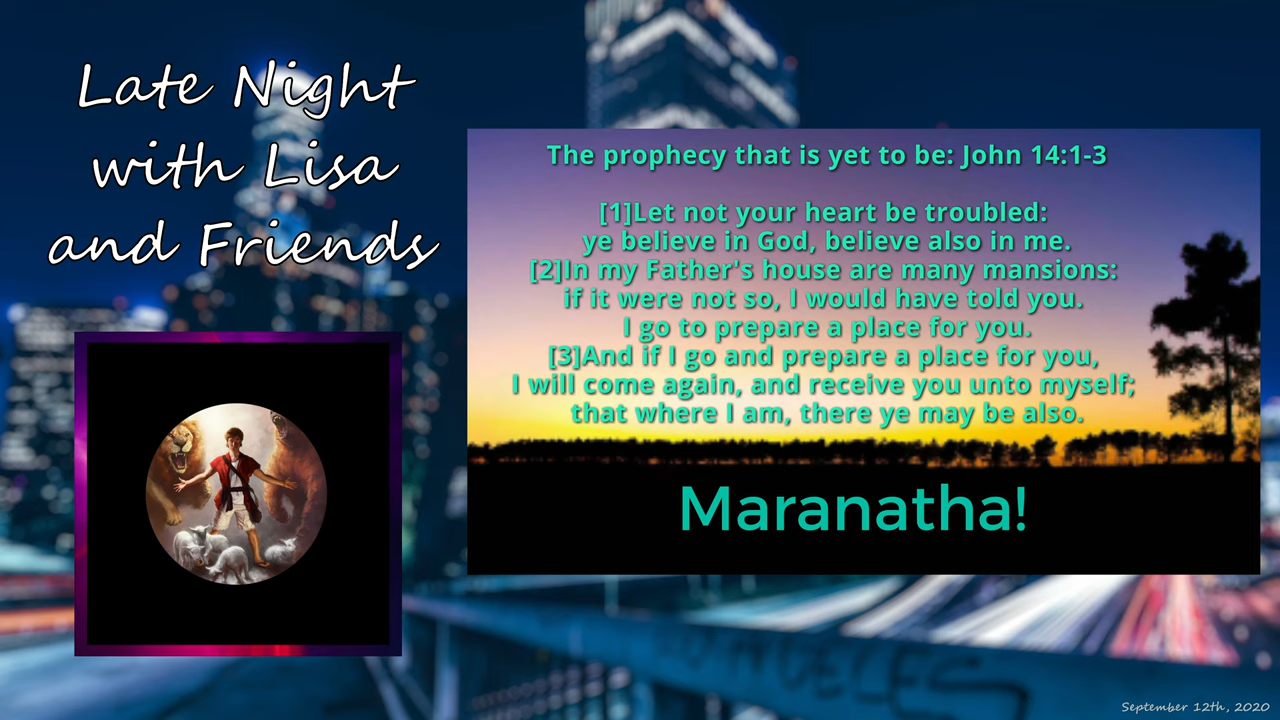 Late Night
with Lisa
and Friends
The prophecy that is yet to be: John 14:1-3
[1]Let not your heart be troubled:
ye believe in God, believe also in me.
[2]In my Father's house are many mansions:
if it were not so, I would have told you.
I go to prepare a place for you.
[3]And if I go and prepare a place for you,
I will come again, and receive you unto myself;
that where I am, there ye may be also.
Maranatha!
September 12th, 2020